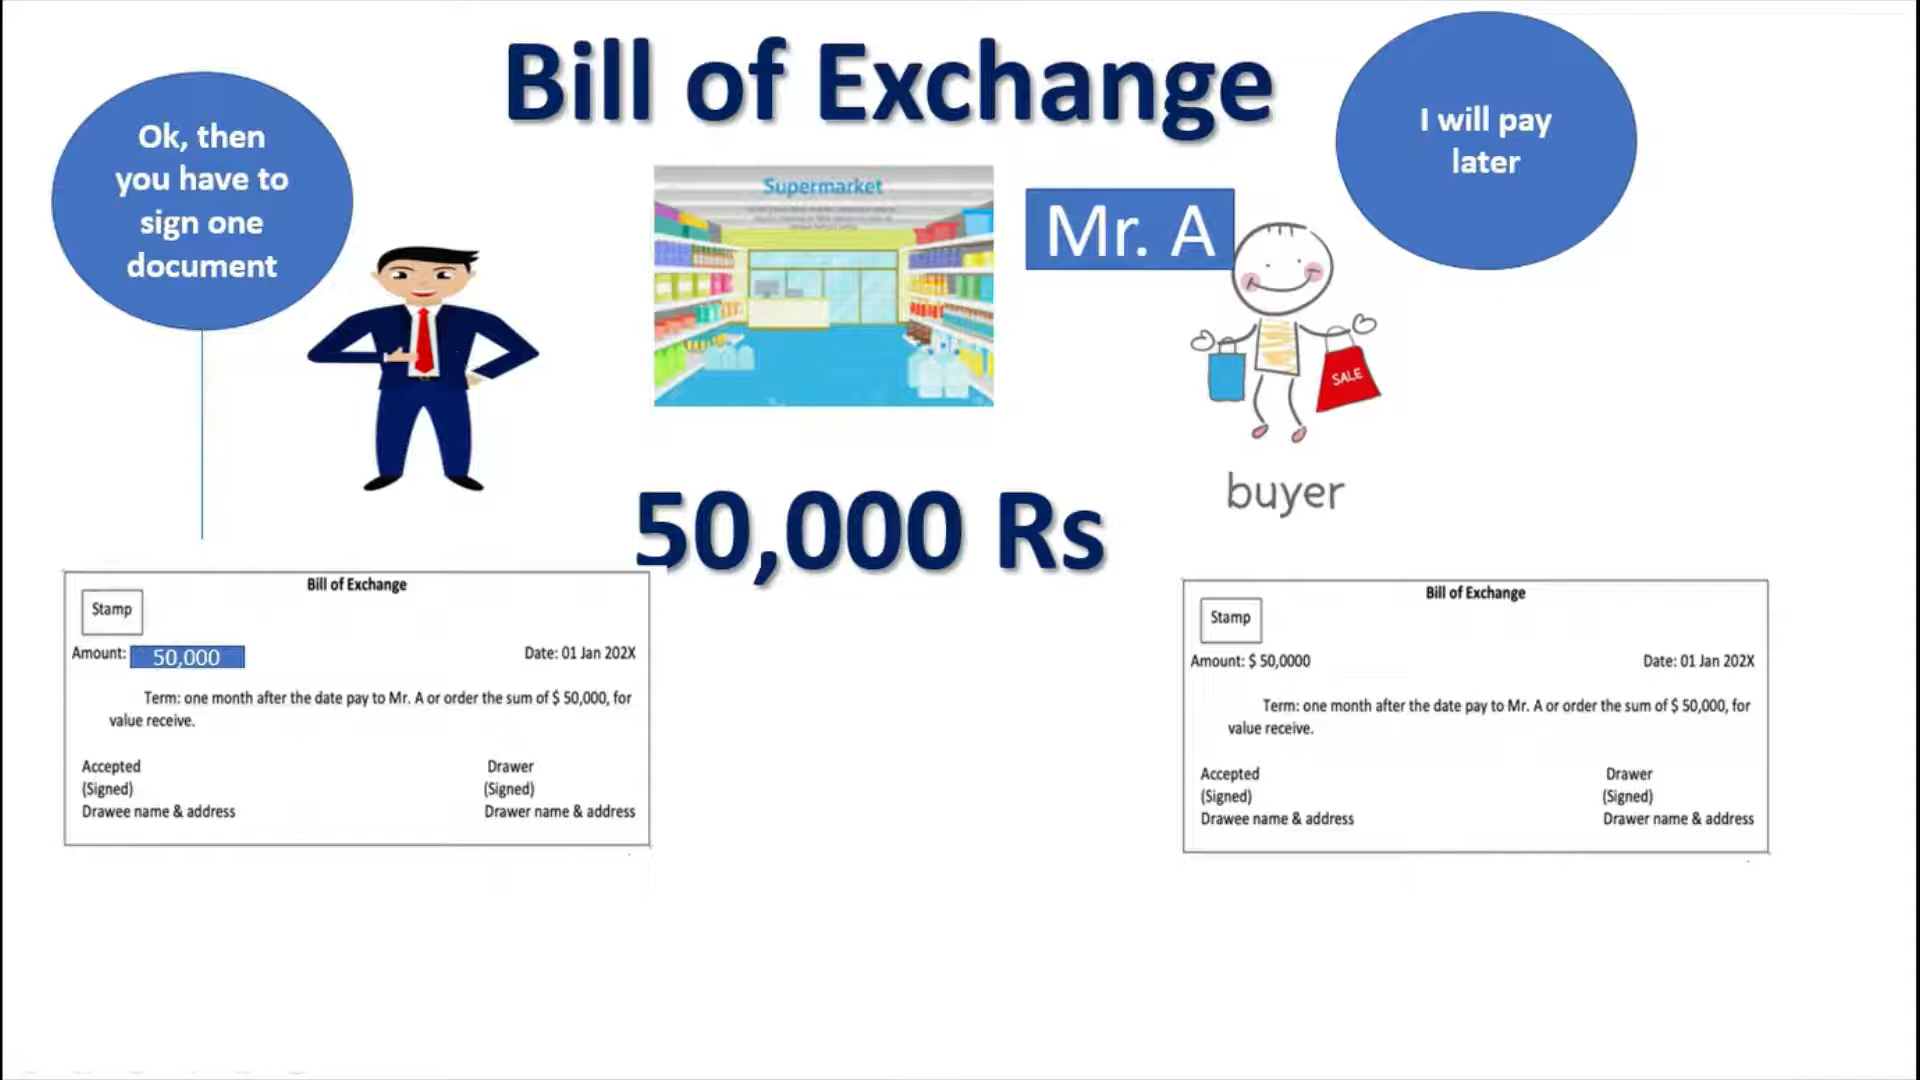 Bill of Exchange
Ok, then
you have to
sign one
document
I will pay
later
Supermarket
Mr. A
SALE
buyer
50,000 Rs
Bill of Exchange
Stamp
Amount: 50,000
Date: 01 Jan 202X
Term: one month after the date pay to Mr. A or order the sum of $ 50,000, for
value receive.
Accepted
Drawer
(Signed)
(Signed)
Drawee name & address
Drawer name & address
Bill of Exchange
Stamp
Amount: $ 50,0000
Date: 01 Jan 202X
Term: one month after the date pay to Mr. A or order the sum of $ 50,000, for
value receive.
Accepted
Drawer
(Signed)
(Signed)
Drawee name & address
Drawer name & address